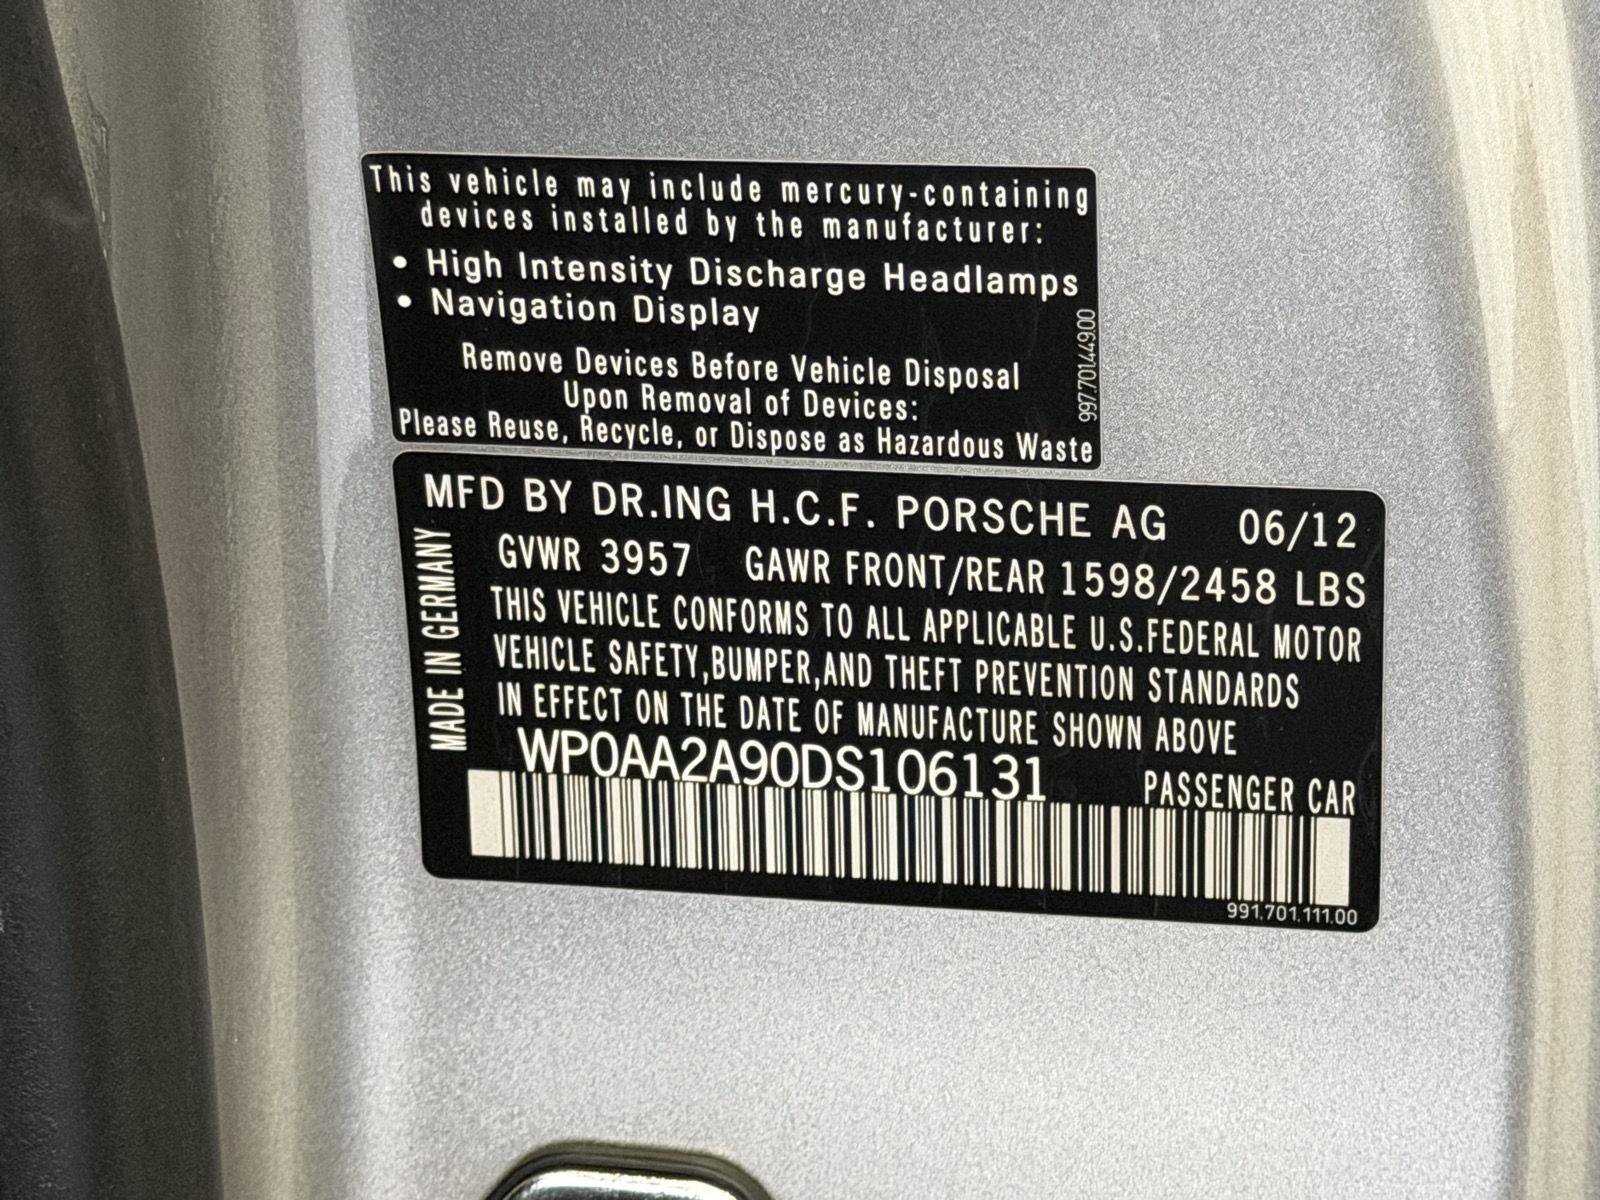 This vehicle may include mercury-containing
devices installed by the manufacturer:
• High Intensity Discharge Headlamps
• Navigation Display
Remove Devices Before Vehicle Disposal
Upon Removal of Devices:
Please Reuse, Recycle, or Dispose as Hazardous Waste
997.701.449.00
MFD BY DR.ING H.C.F. PORSCHE AG 06/12
GVWR 3957 GAWR FRONT/REAR 1598/2458 LBS
THIS VEHICLE CONFORMS TO ALL APPLICABLE U.S.FEDERAL MOTOR
VEHICLE SAFETY,BUMPER,AND THEFT PREVENTION STANDARDS
IN EFFECT ON THE DATE OF MANUFACTURE SHOWN ABOVE
MADE IN GERMANY
WP0AA2A90DS106131 PASSENGER CAR
991.701.111.00